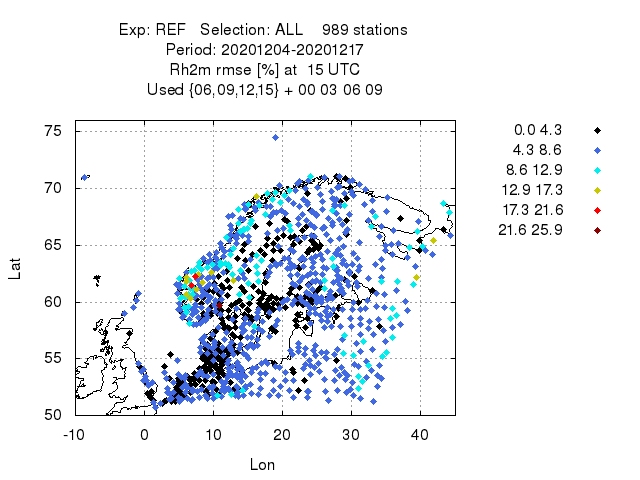 Exp: REF Selection: ALL 989 stations
Period: 20201204-20201217
Rh2m rmse [%] at 15 UTC
Used {06,09,12,15} + 00 03 06 09
0.0 4.3
4.3 8.6
8.6 12.9
12.9 17.3
17.3 21.6
21.6 25.9
75
70
65
60
55
50
Lat
-10 0 10 20 30 40
Lon